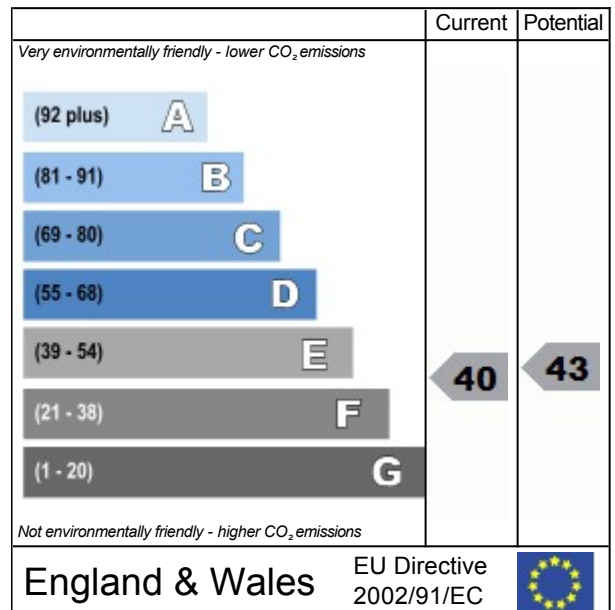 Current Potential
Very environmentally friendly - lower CO₂ emissions
(92 plus) A
(81 - 91) B
(69 - 80) C
(55 - 68) D
(39 - 54) E
40 43
(21 - 38) F
(1 - 20) G
Not environmentally friendly - higher CO₂ emissions
England & Wales
EU Directive
2002/91/EC